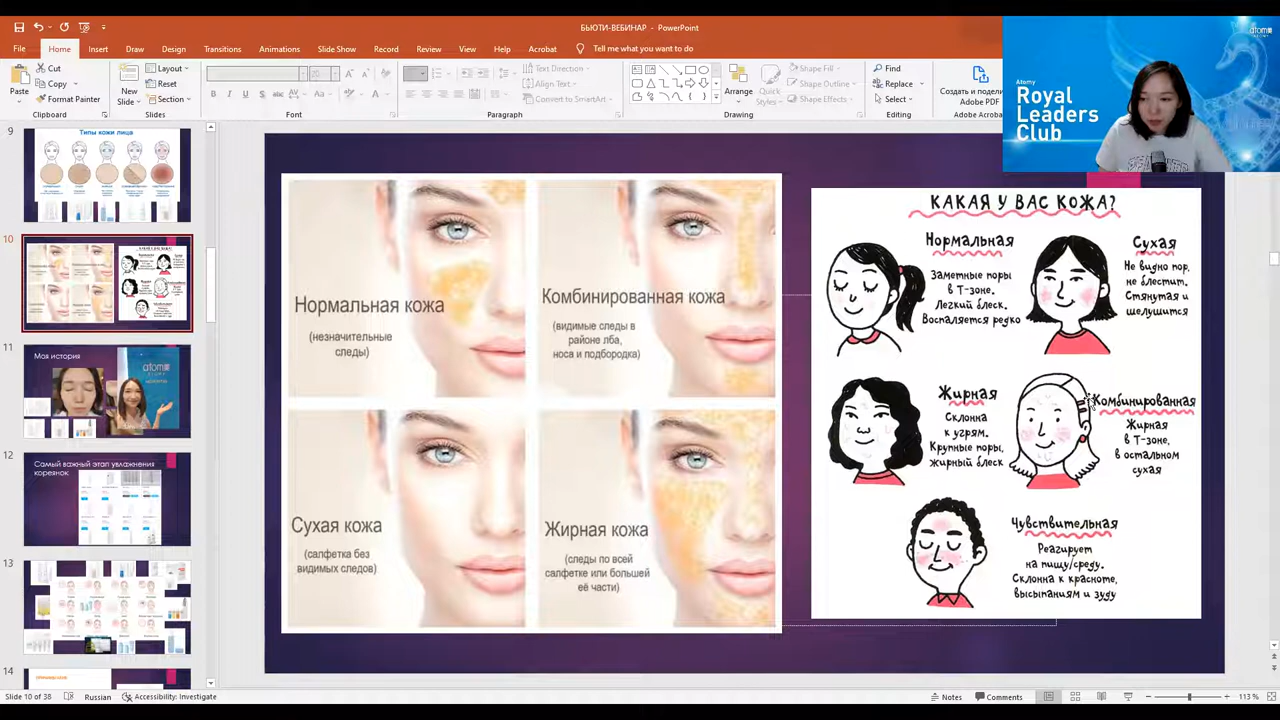 БЬЮТИ-ВЕБИНАР - PowerPoint
File Home Insert Draw Design Transitions Animations Slide Show Record Review View Help Acrobat Tell me what you want to do
Paste
Cut
Copy
Format Painter
Clipboard
New Slide
Layout
Reset
Section
Slides
Font
Text Direction
Align Text
Convert to SmartArt
Paragraph
Arrange
Quick Styles
Shape Fill
Shape Outline
Shape Effects
Drawing
Find
Replace
Select
Editing
Создать и
Adobe PDF
Adobe
Atomy
Royal
Leaders
Club
9
Типы кожи лица
10
11
Моя история
12
Самый важный этап увлажнения
кореянок
13
14
Нормальная кожа
(незначительные
следы)
Комбинированная кожа
(видимые следы в
районе лба,
носа и подбородка)
Сухая кожа
(салфетка без
видимых следов)
Жирная кожа
(следы по всей
салфетке или большей
её части)
КАКАЯ У ВАС КОЖА?
Нормальная
Заметные поры
в Т-зоне.
Легкий блеск.
Воспаляется редко
Сухая
Не видно пор,
не блестит.
Стянутая и
шелушится
Жирная
Склонна
к угрям.
Крупные поры,
жирный блеск
Комбинированная
Жирная
в Т-зоне,
в остальном
сухая
Чувствительная
Реагирует
на пищу/среду.
Склонна к красноте,
высыпаниям и зуду
Slide 10 of 38 Russian Accessibility: Investigate Notes Comments 113 %